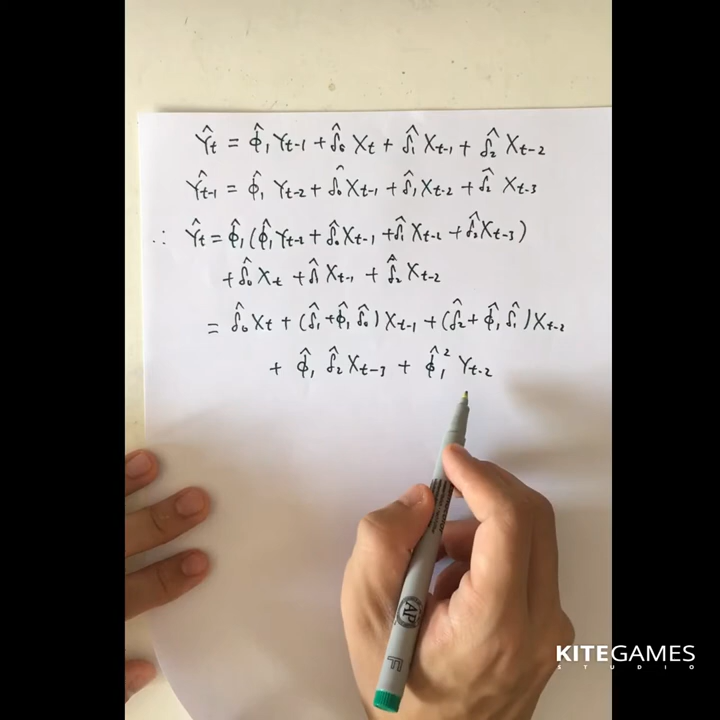 Ŷt = ϕ̂₁ Yt-1 + δ̂₀ Xt + δ̂₁ Xt-1 + δ̂₂ Xt-2
Ŷt-1 = ϕ̂₁ Yt-2 + δ̂₀ Xt-1 + δ̂₁ Xt-2 + δ̂₂ Xt-3
∴ Ŷt = ϕ̂₁ (ϕ̂₁ Yt-2 + δ̂₀ Xt-1 + δ̂₁ Xt-2 + δ̂₂ Xt-3)
+ δ̂₀ Xt + δ̂₁ Xt-1 + δ̂₂ Xt-2
= δ̂₀ Xt + (δ̂₁ + ϕ̂₁ δ̂₀) Xt-1 + (δ̂₂ + ϕ̂₁ δ̂₁) Xt-2
+ ϕ̂₁ δ̂₂ Xt-3 + ϕ̂₁² Yt-2
AP
F
KITEGAMES
STUDIO